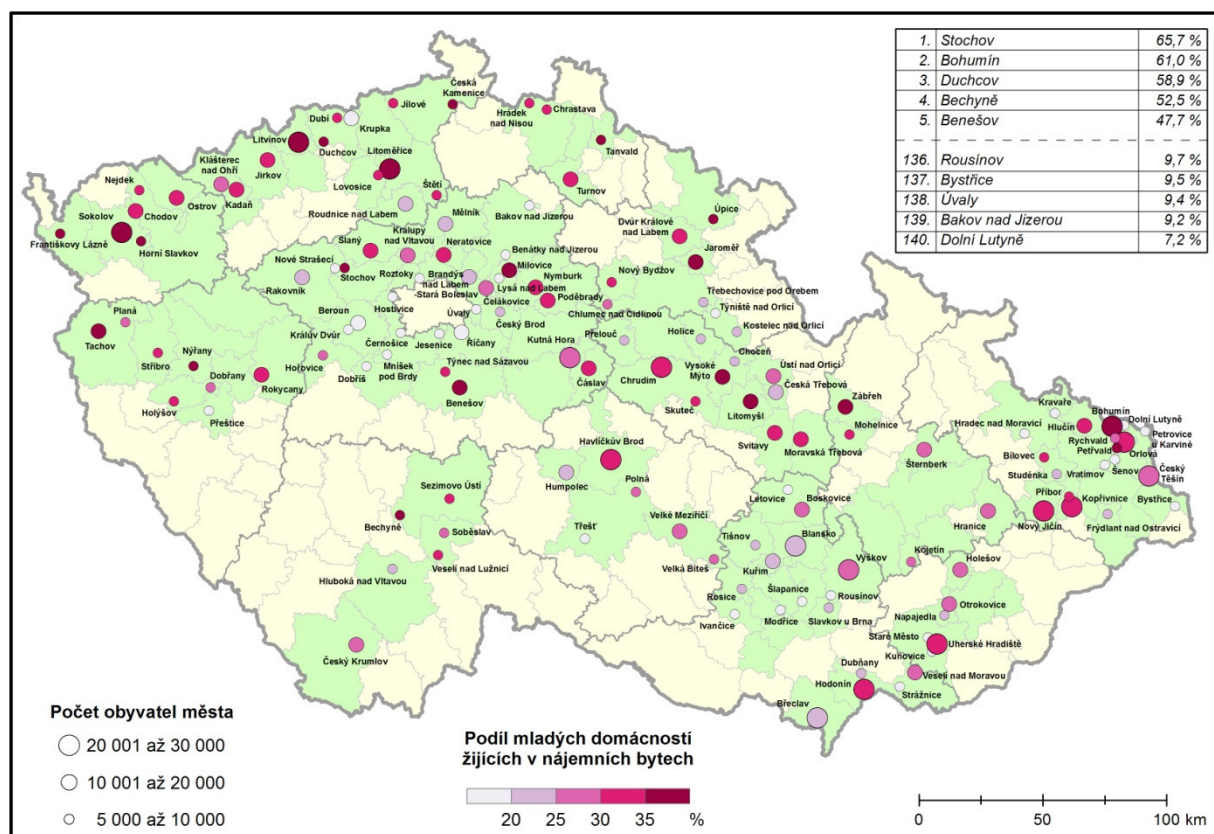 1. Stochov 65,7 %
2. Bohumín 61,0 %
3. Duchcov 58,9 %
4. Bechyně 52,5 %
5. Benešov 47,7 %
136. Rousínov 9,7 %
137. Bystřice 9,5 %
138. Úvaly 9,4 %
139. Bakov nad Jizerou 9,2 %
140. Dolní Lutyně 7,2 %
Česká
Kamenice
Jílové
Hrádek
nad Nisou
Chrastava
Dubí
Krupka
Litvínov
Duchcov
Litoměřice
Tanvald
Klášterec
nad Ohří
Jirkov
Lovosice
Nejdek
Kadaň
Štětí
Turnov
Ostrov
Chodov
Sokolov
Roudnice nad Labem
Mělník
Bakov nad Jizerou
Úpice
Dvůr Králové
nad Labem
Františkovy Lázně
Horní Slavkov
Kralupy
nad Vltavou
Slaný
Neratovice
Benátky nad Jizerou
Jaroměř
Nové Strašecí
Stochov
Roztoky
Brandýs
nad Labem
-Stará Boleslav
Milovice
Nymburk
Lysá nad Labem
Nový Bydžov
Rakovník
Třebechovice pod Orebem
Hostivice
Čelákovice
Poděbrady
Chlumec nad Cidlinou
Týniště nad Orlicí
Planá
Beroun
Úvaly
Český Brod
Králův Dvůr
Holice
Kostelec nad Orlicí
Tachov
Černošice
Jesenice
Říčany
Přelouč
Kutná Hora
Choceň
Nýřany
Hořovice
Mníšek
pod Brdy
Týnec nad Sázavou
Ústí nad Orlicí
Stříbro
Dobřany
Dobříš
Čáslav
Chrudim
Vysoké
Mýto
Česká Třebová
Rokycany
Benešov
Zábřeh
Holýšov
Skuteč
Litomyšl
Přeštice
Mohelnice
Svitavy
Moravská Třebová
Kravaře
Bohumín
Dolní Lutyně
Hlučín
Hradec nad Moravicí
Rychvald
Petřvald
Petrovice
u Karviné
Orlová
Havlíčkův Brod
Šternberk
Bílovec
Šenov
Český
Těšín
Vratimov
Studénka
Humpolec
Polná
Sezimovo Ústí
Letovice
Boskovice
Příbor
Kopřivnice
Bystřice
Bechyně
Třešť
Velké Meziříčí
Hranice
Nový Jičín
Frýdlant nad Ostravicí
Soběslav
Tišnov
Blansko
Veselí nad Lužnicí
Velká Bíteš
Kuřim
Vyškov
Kojetín
Holešov
Hluboká nad Vltavou
Rosice
Šlapanice
Rousínov
Otrokovice
Ivančice
Modřice
Slavkov u Brna
Napajedla
Staré Město
Český Krumlov
Uherské Hradiště
Kunovice
Dubňany
Veselí nad Moravou
Hodonín
Strážnice
Břeclav
Počet obyvatel města
20 001 až 30 000
10 001 až 20 000
5 000 až 10 000
Podíl mladých domácností
žijících v nájemních bytech
20 25 30 35 %
0 50 100 km